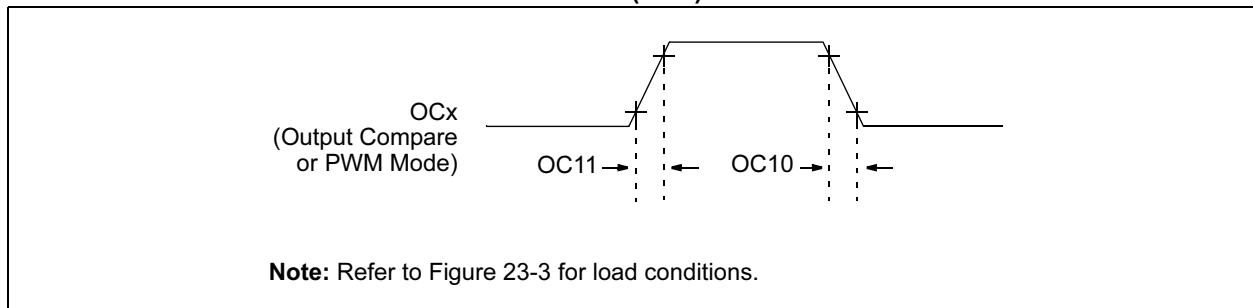 OCx
(Output Compare
or PWM Mode)
OC11
OC10
Note: Refer to Figure 23-3 for load conditions.